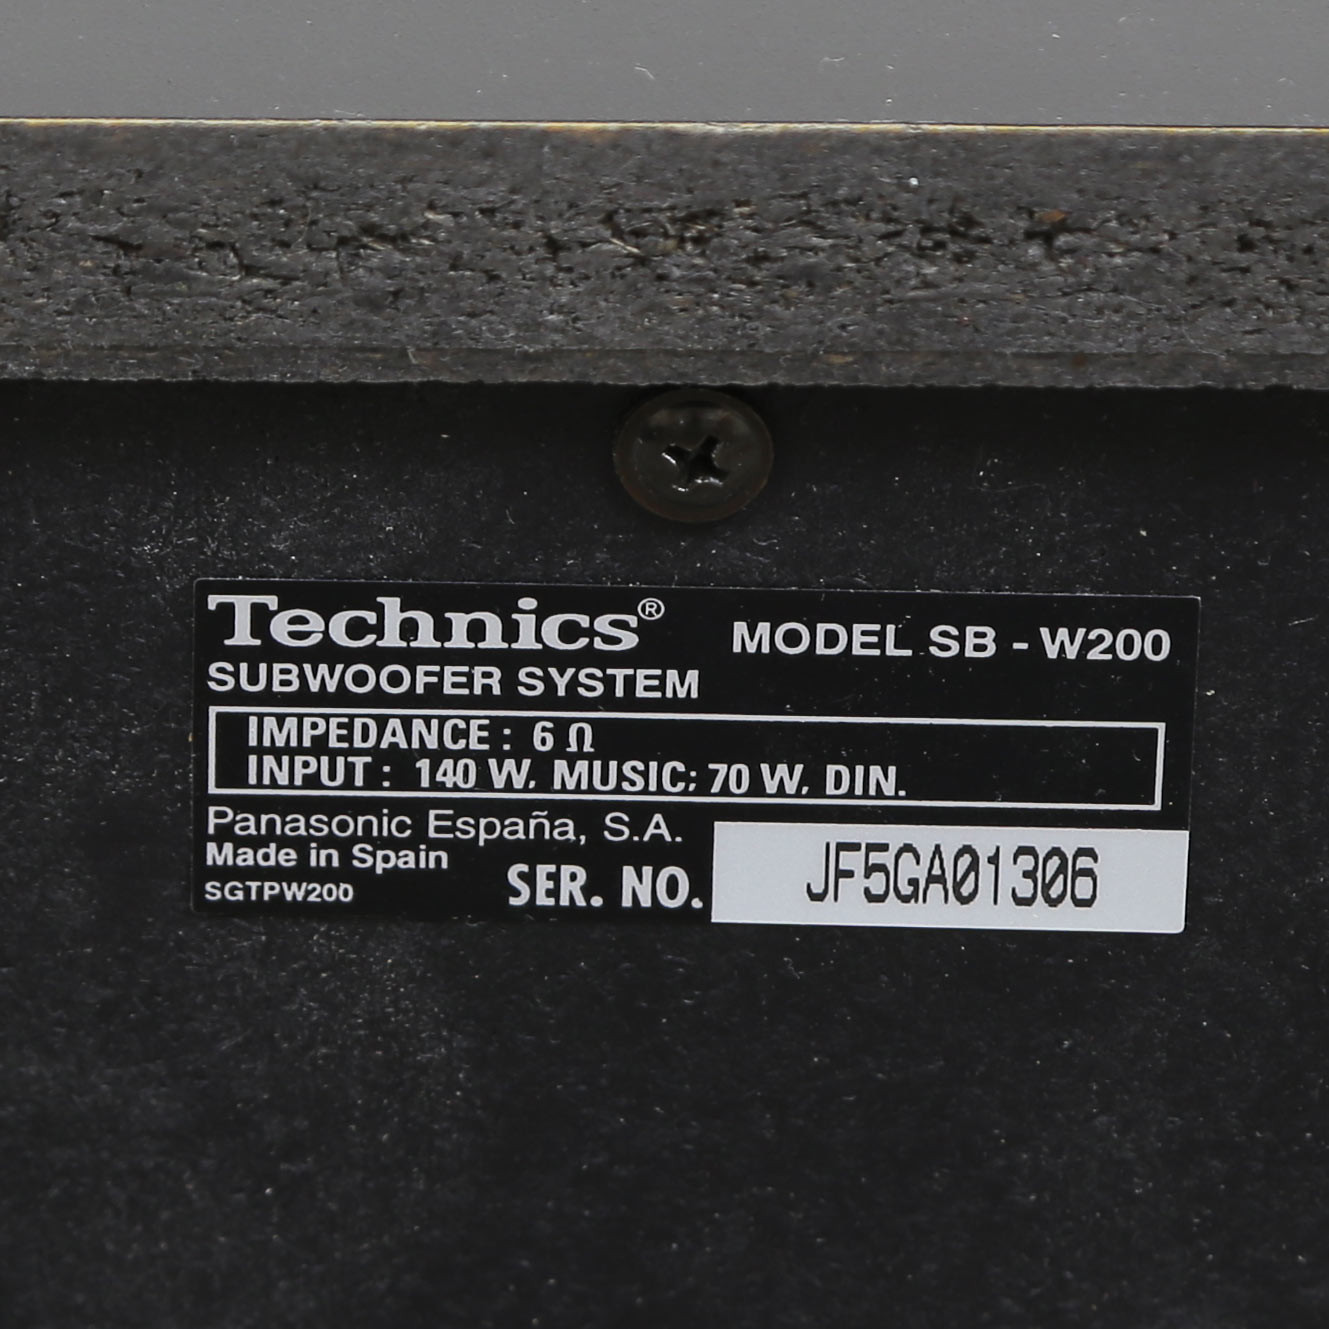 Technics®
MODEL SB - W200
SUBWOOFER SYSTEM
IMPEDANCE: 6 Ω
INPUT: 140 W. MUSIC; 70 W. DIN.
Panasonic España, S.A.
Made in Spain
SGTPW200
SER. NO. JF5GA01306